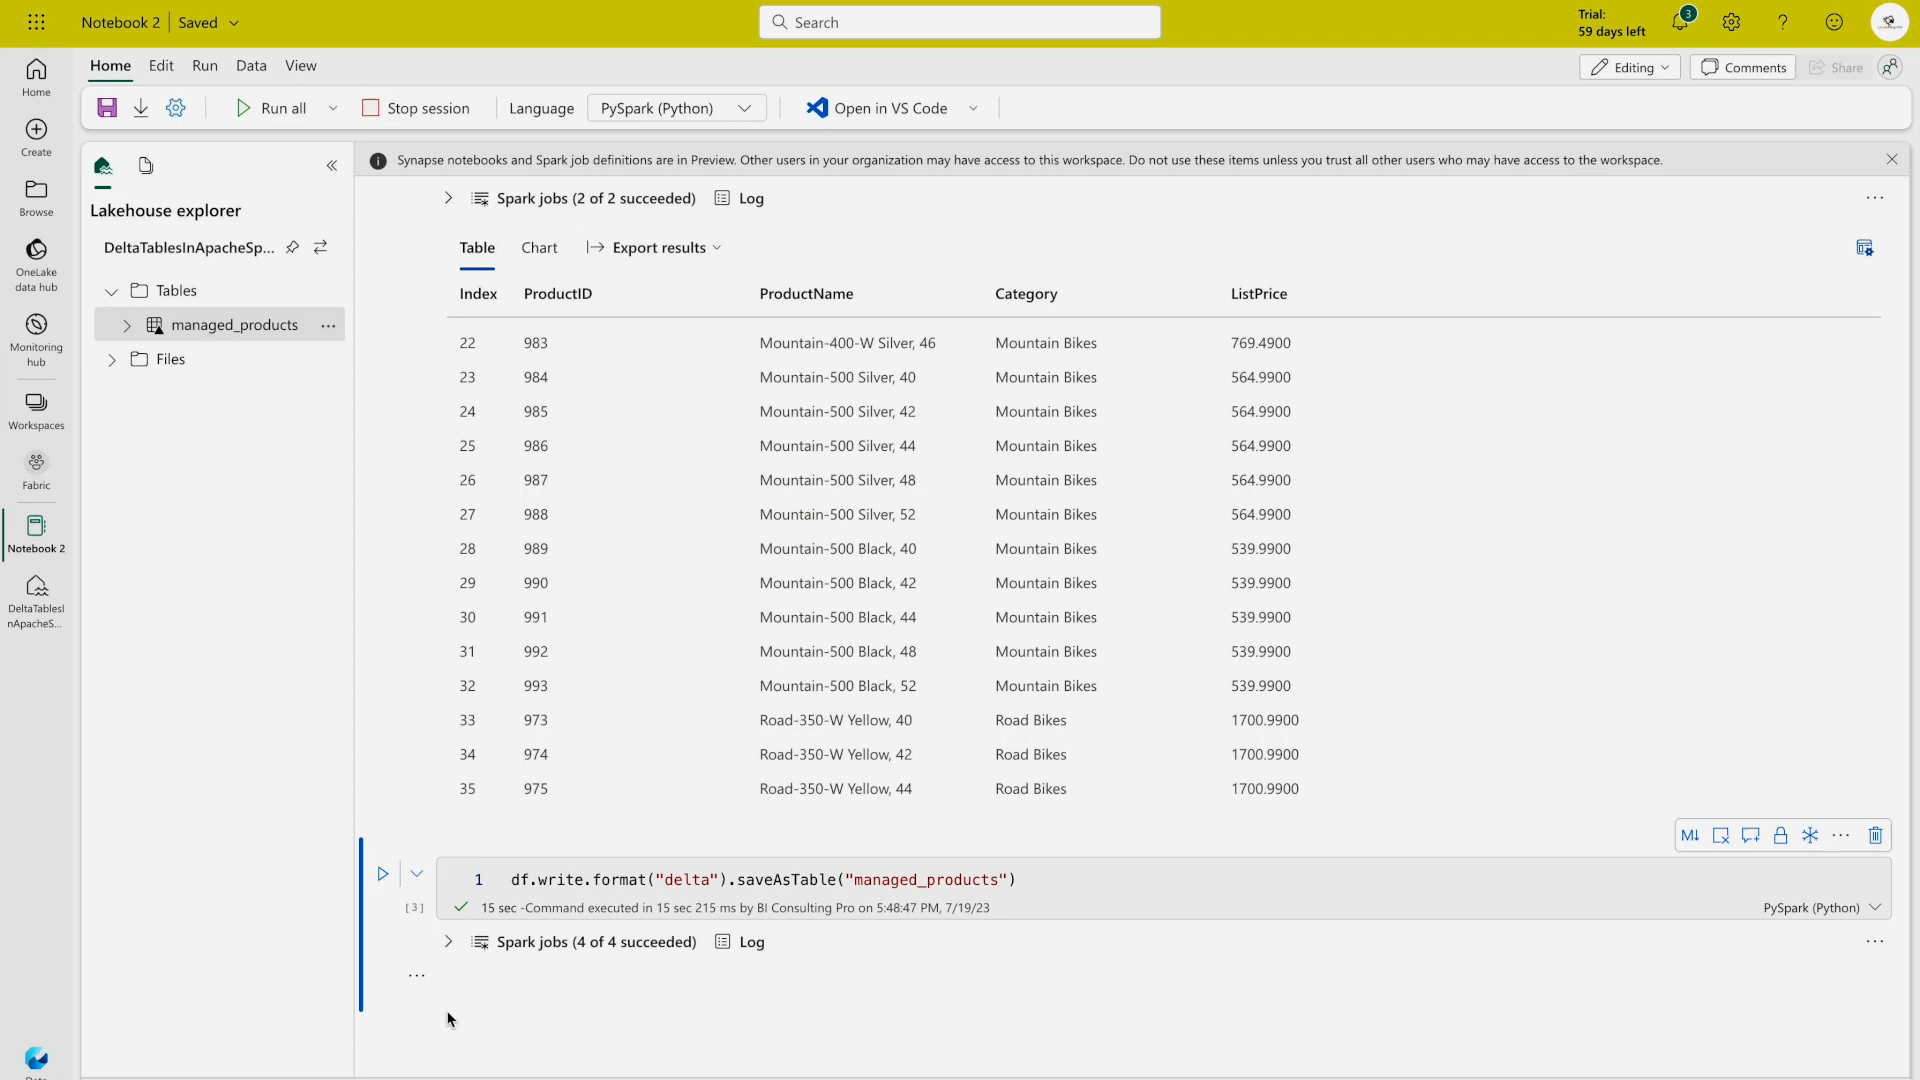 Notebook 2 | Saved
Search
Trial:
59 days left
3
Home Edit Run Data View
Editing
Comments
Share
Run all
Stop session
Language
PySpark (Python)
Open in VS Code
Home
Create
Browse
OneLake
data hub
Monitoring
hub
Workspaces
Fabric
Notebook 2
DeltaTablesI
nApacheS...
Lakehouse explorer
DeltaTablesInApacheSp...
Tables
managed_products ...
Files
Synapse notebooks and Spark job definitions are in Preview. Other users in your organization may have access to this workspace. Do not use these items unless you trust all other users who may have access to the workspace.
Spark jobs (2 of 2 succeeded) Log
Table Chart Export results
Index ProductID ProductName Category ListPrice
22 983 Mountain-400-W Silver, 46 Mountain Bikes 769.4900
23 984 Mountain-500 Silver, 40 Mountain Bikes 564.9900
24 985 Mountain-500 Silver, 42 Mountain Bikes 564.9900
25 986 Mountain-500 Silver, 44 Mountain Bikes 564.9900
26 987 Mountain-500 Silver, 48 Mountain Bikes 564.9900
27 988 Mountain-500 Silver, 52 Mountain Bikes 564.9900
28 989 Mountain-500 Black, 40 Mountain Bikes 539.9900
29 990 Mountain-500 Black, 42 Mountain Bikes 539.9900
30 991 Mountain-500 Black, 44 Mountain Bikes 539.9900
31 992 Mountain-500 Black, 48 Mountain Bikes 539.9900
32 993 Mountain-500 Black, 52 Mountain Bikes 539.9900
33 973 Road-350-W Yellow, 40 Road Bikes 1700.9900
34 974 Road-350-W Yellow, 42 Road Bikes 1700.9900
35 975 Road-350-W Yellow, 44 Road Bikes 1700.9900
M↓
1 df.write.format("delta").saveAsTable("managed_products")
[3] 15 sec -Command executed in 15 sec 215 ms by BI Consulting Pro on 5:48:47 PM, 7/19/23 PySpark (Python)
Spark jobs (4 of 4 succeeded) Log